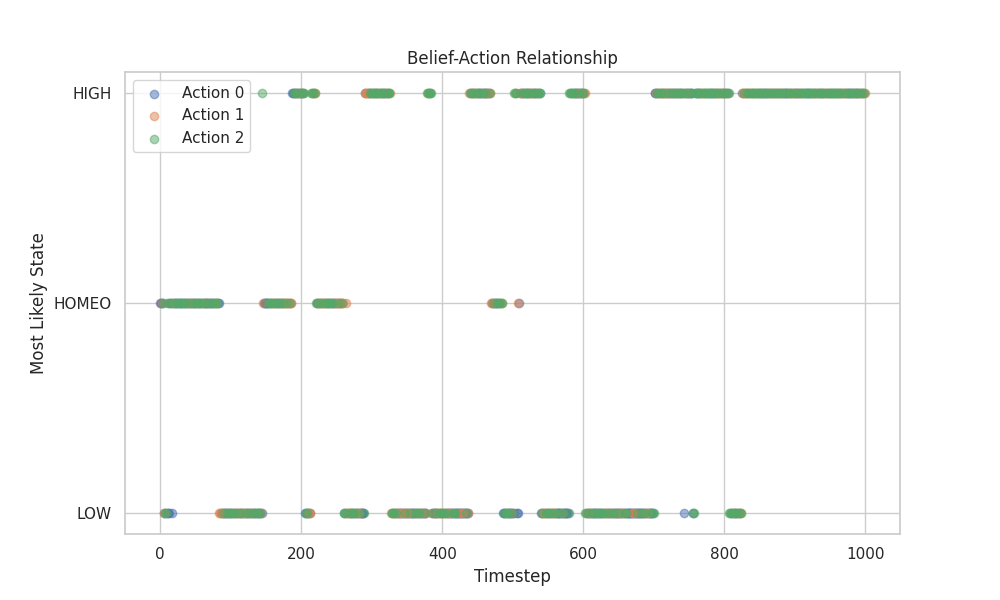 Belief-Action Relationship
HIGH
HOMEO
LOW
Most Likely State
Action 0
Action 1
Action 2
0
200
400
600
800
1000
Timestep